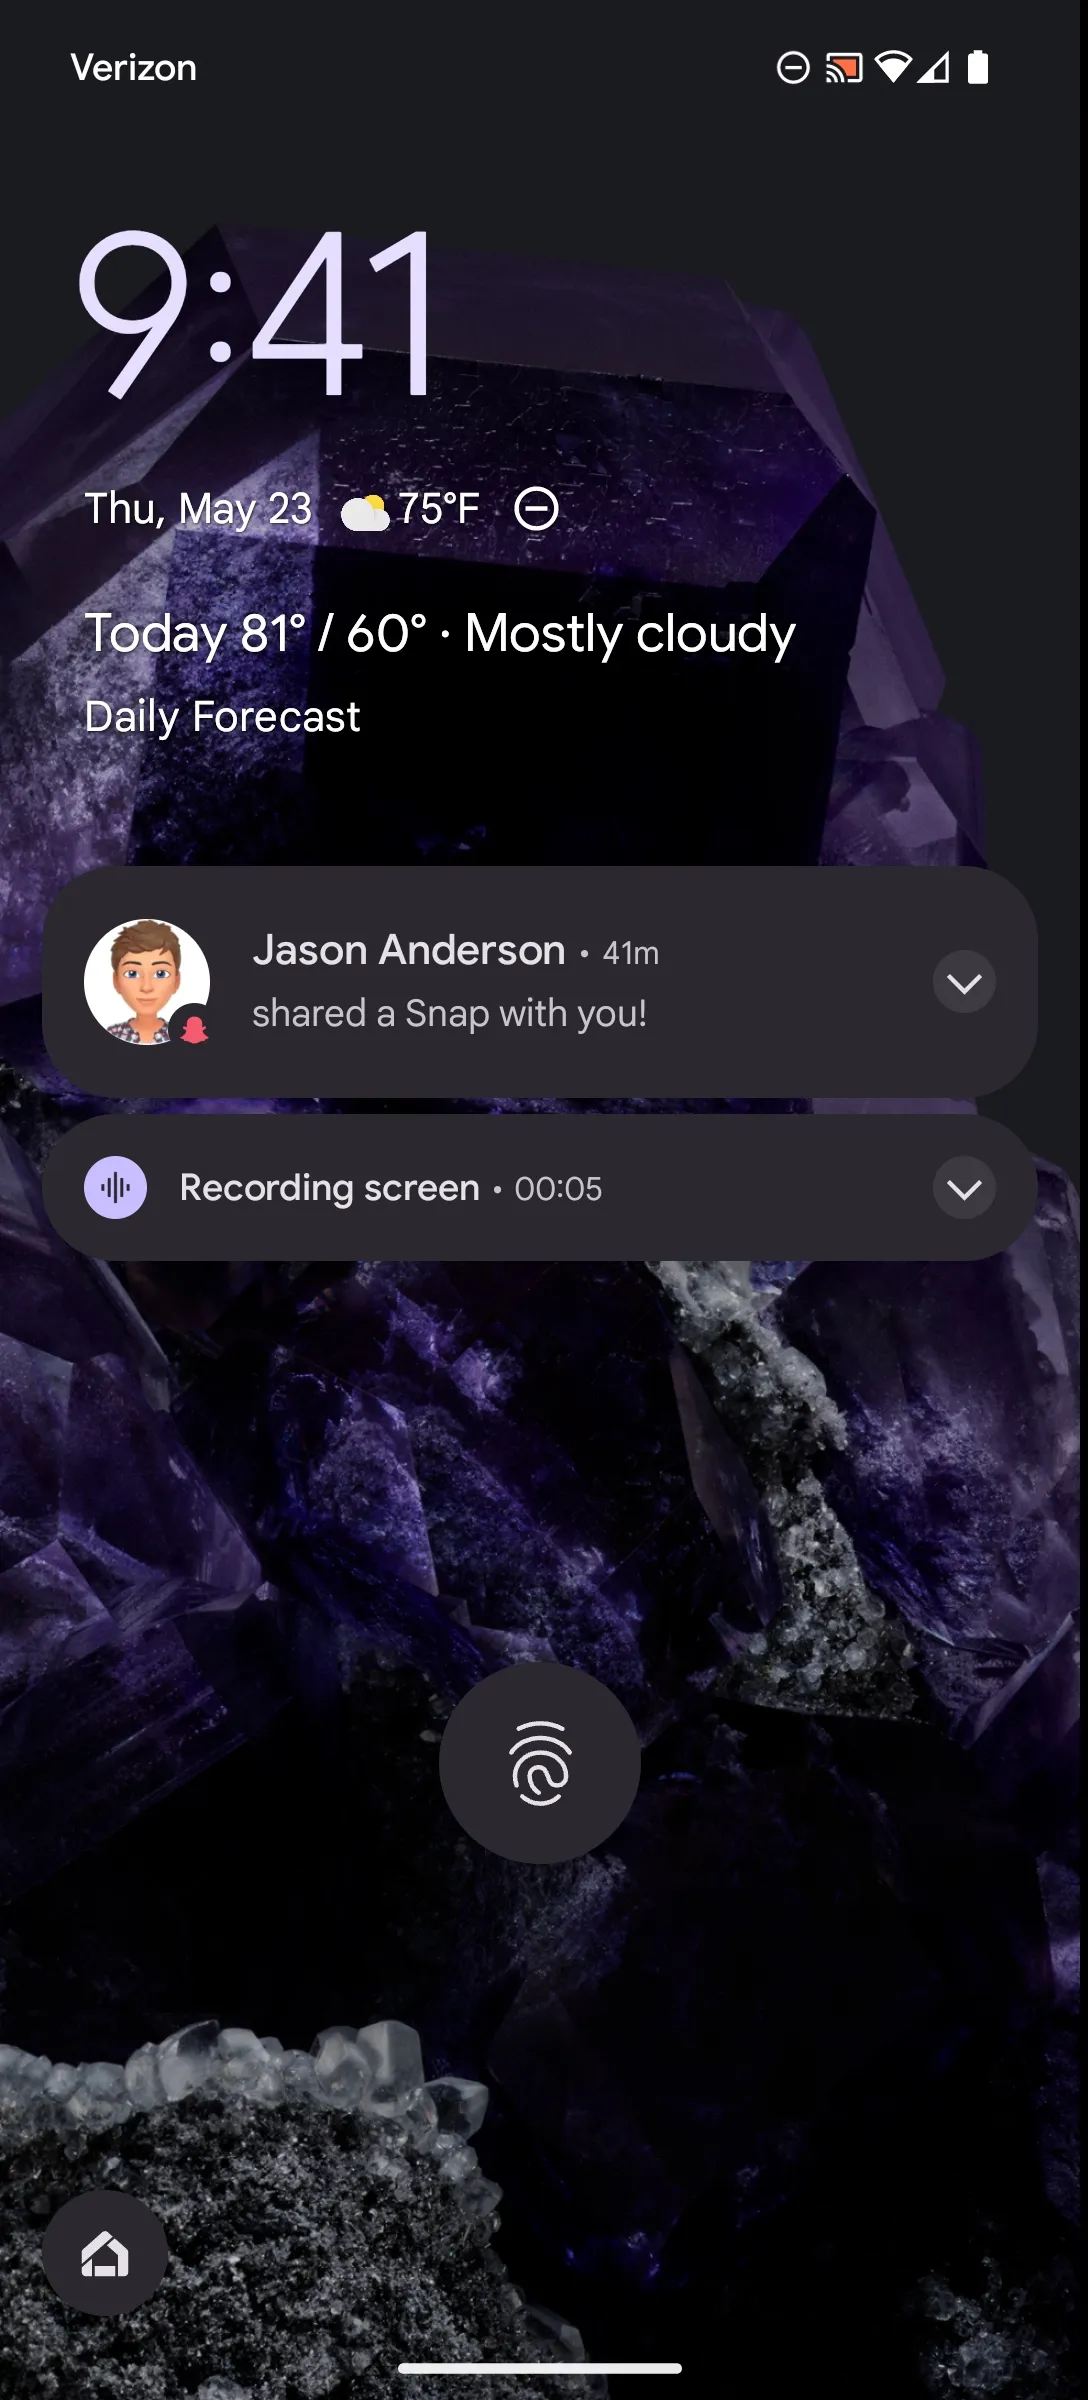 Verizon
9:41
Thu, May 23 75°F
Today 81° / 60° · Mostly cloudy
Daily Forecast
Jason Anderson • 41m
shared a Snap with you!
Recording screen • 00:05